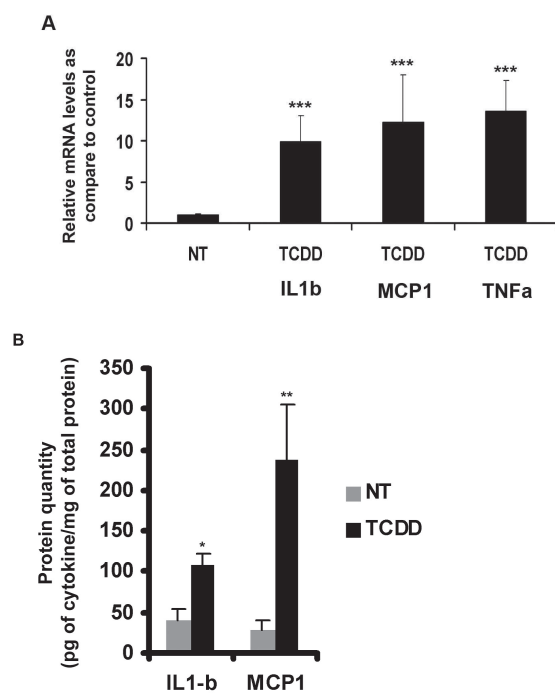 A
Relative mRNA levels as
compare to control
20
15
10
5
0
***
***
***
NT
TCDD
TCDD
TCDD
IL1b
MCP1
TNFa
B
Protein quantity
(pg of cytokine/mg of total protein)
350
300
250
200
150
100
50
0
*
**
NT
TCDD
IL1-b
MCP1